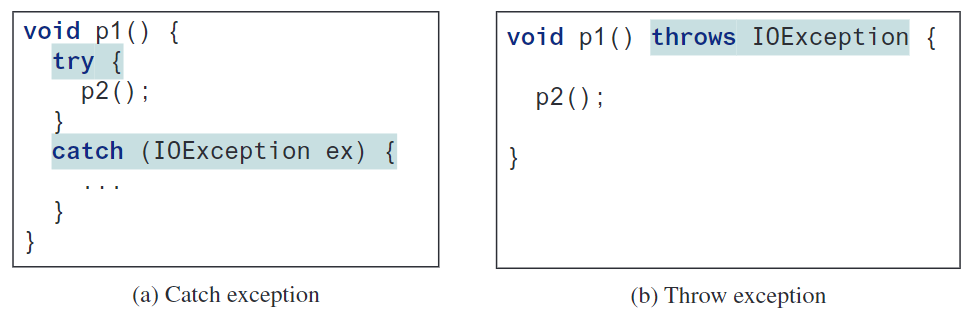 void p1() {
try {
p2();
}
catch (IOException ex) {
...
}
}
(a) Catch exception
void p1() throws IOException {
p2();
}
(b) Throw exception